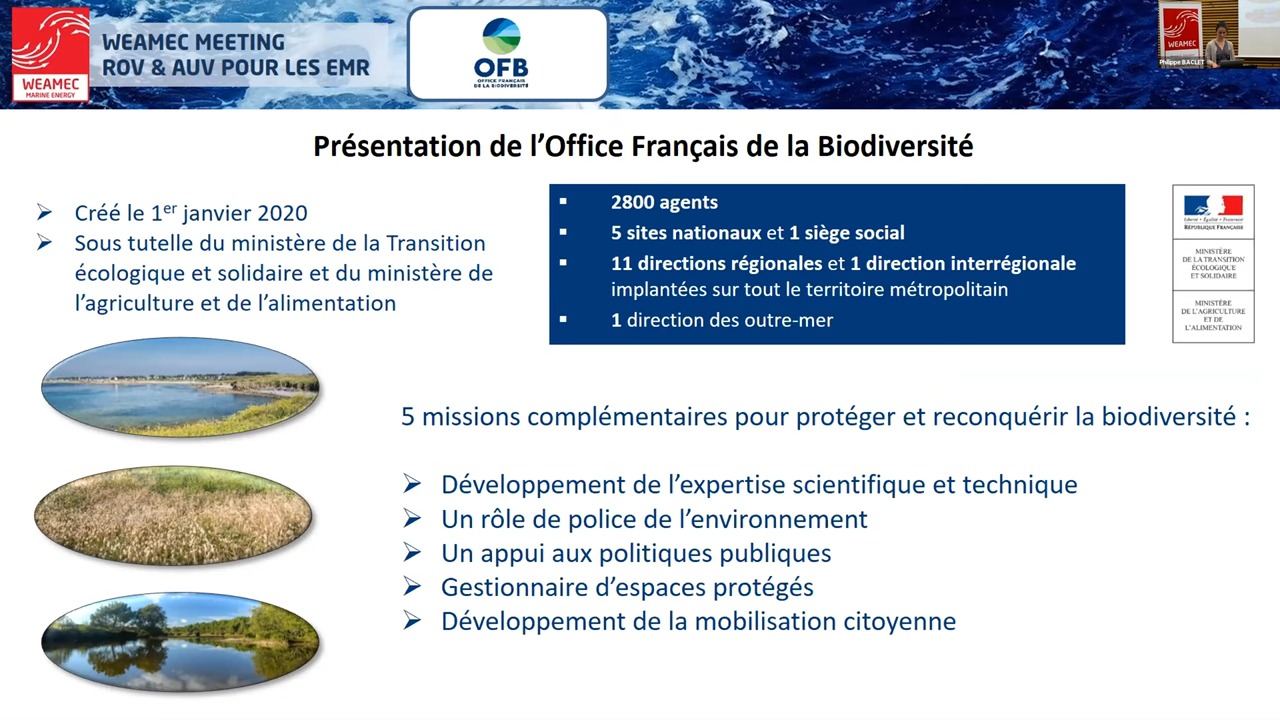 WEAMEC
MARINE ENERGY
WEAMEC MEETING
ROV & AUV POUR LES EMR
OFB
OFFICE FRANÇAIS
DE LA BIODIVERSITÉ
WEAMEC
Philippe BACLET
Présentation de l’Office Français de la Biodiversité
➢ Créé le 1er janvier 2020
➢ Sous tutelle du ministère de la Transition
écologique et solidaire et du ministère de
l’agriculture et de l’alimentation
▪ 2800 agents
▪ 5 sites nationaux et 1 siège social
▪ 11 directions régionales et 1 direction interrégionale
implantées sur tout le territoire métropolitain
▪ 1 direction des outre-mer
Liberté • Égalité • Fraternité
RÉPUBLIQUE FRANÇAISE
MINISTÈRE
DE LA TRANSITION
ÉCOLOGIQUE
ET SOLIDAIRE
MINISTÈRE
DE L’AGRICULTURE
ET DE
L’ALIMENTATION
5 missions complémentaires pour protéger et reconquérir la biodiversité :
➢ Développement de l’expertise scientifique et technique
➢ Un rôle de police de l’environnement
➢ Un appui aux politiques publiques
➢ Gestionnaire d’espaces protégés
➢ Développement de la mobilisation citoyenne